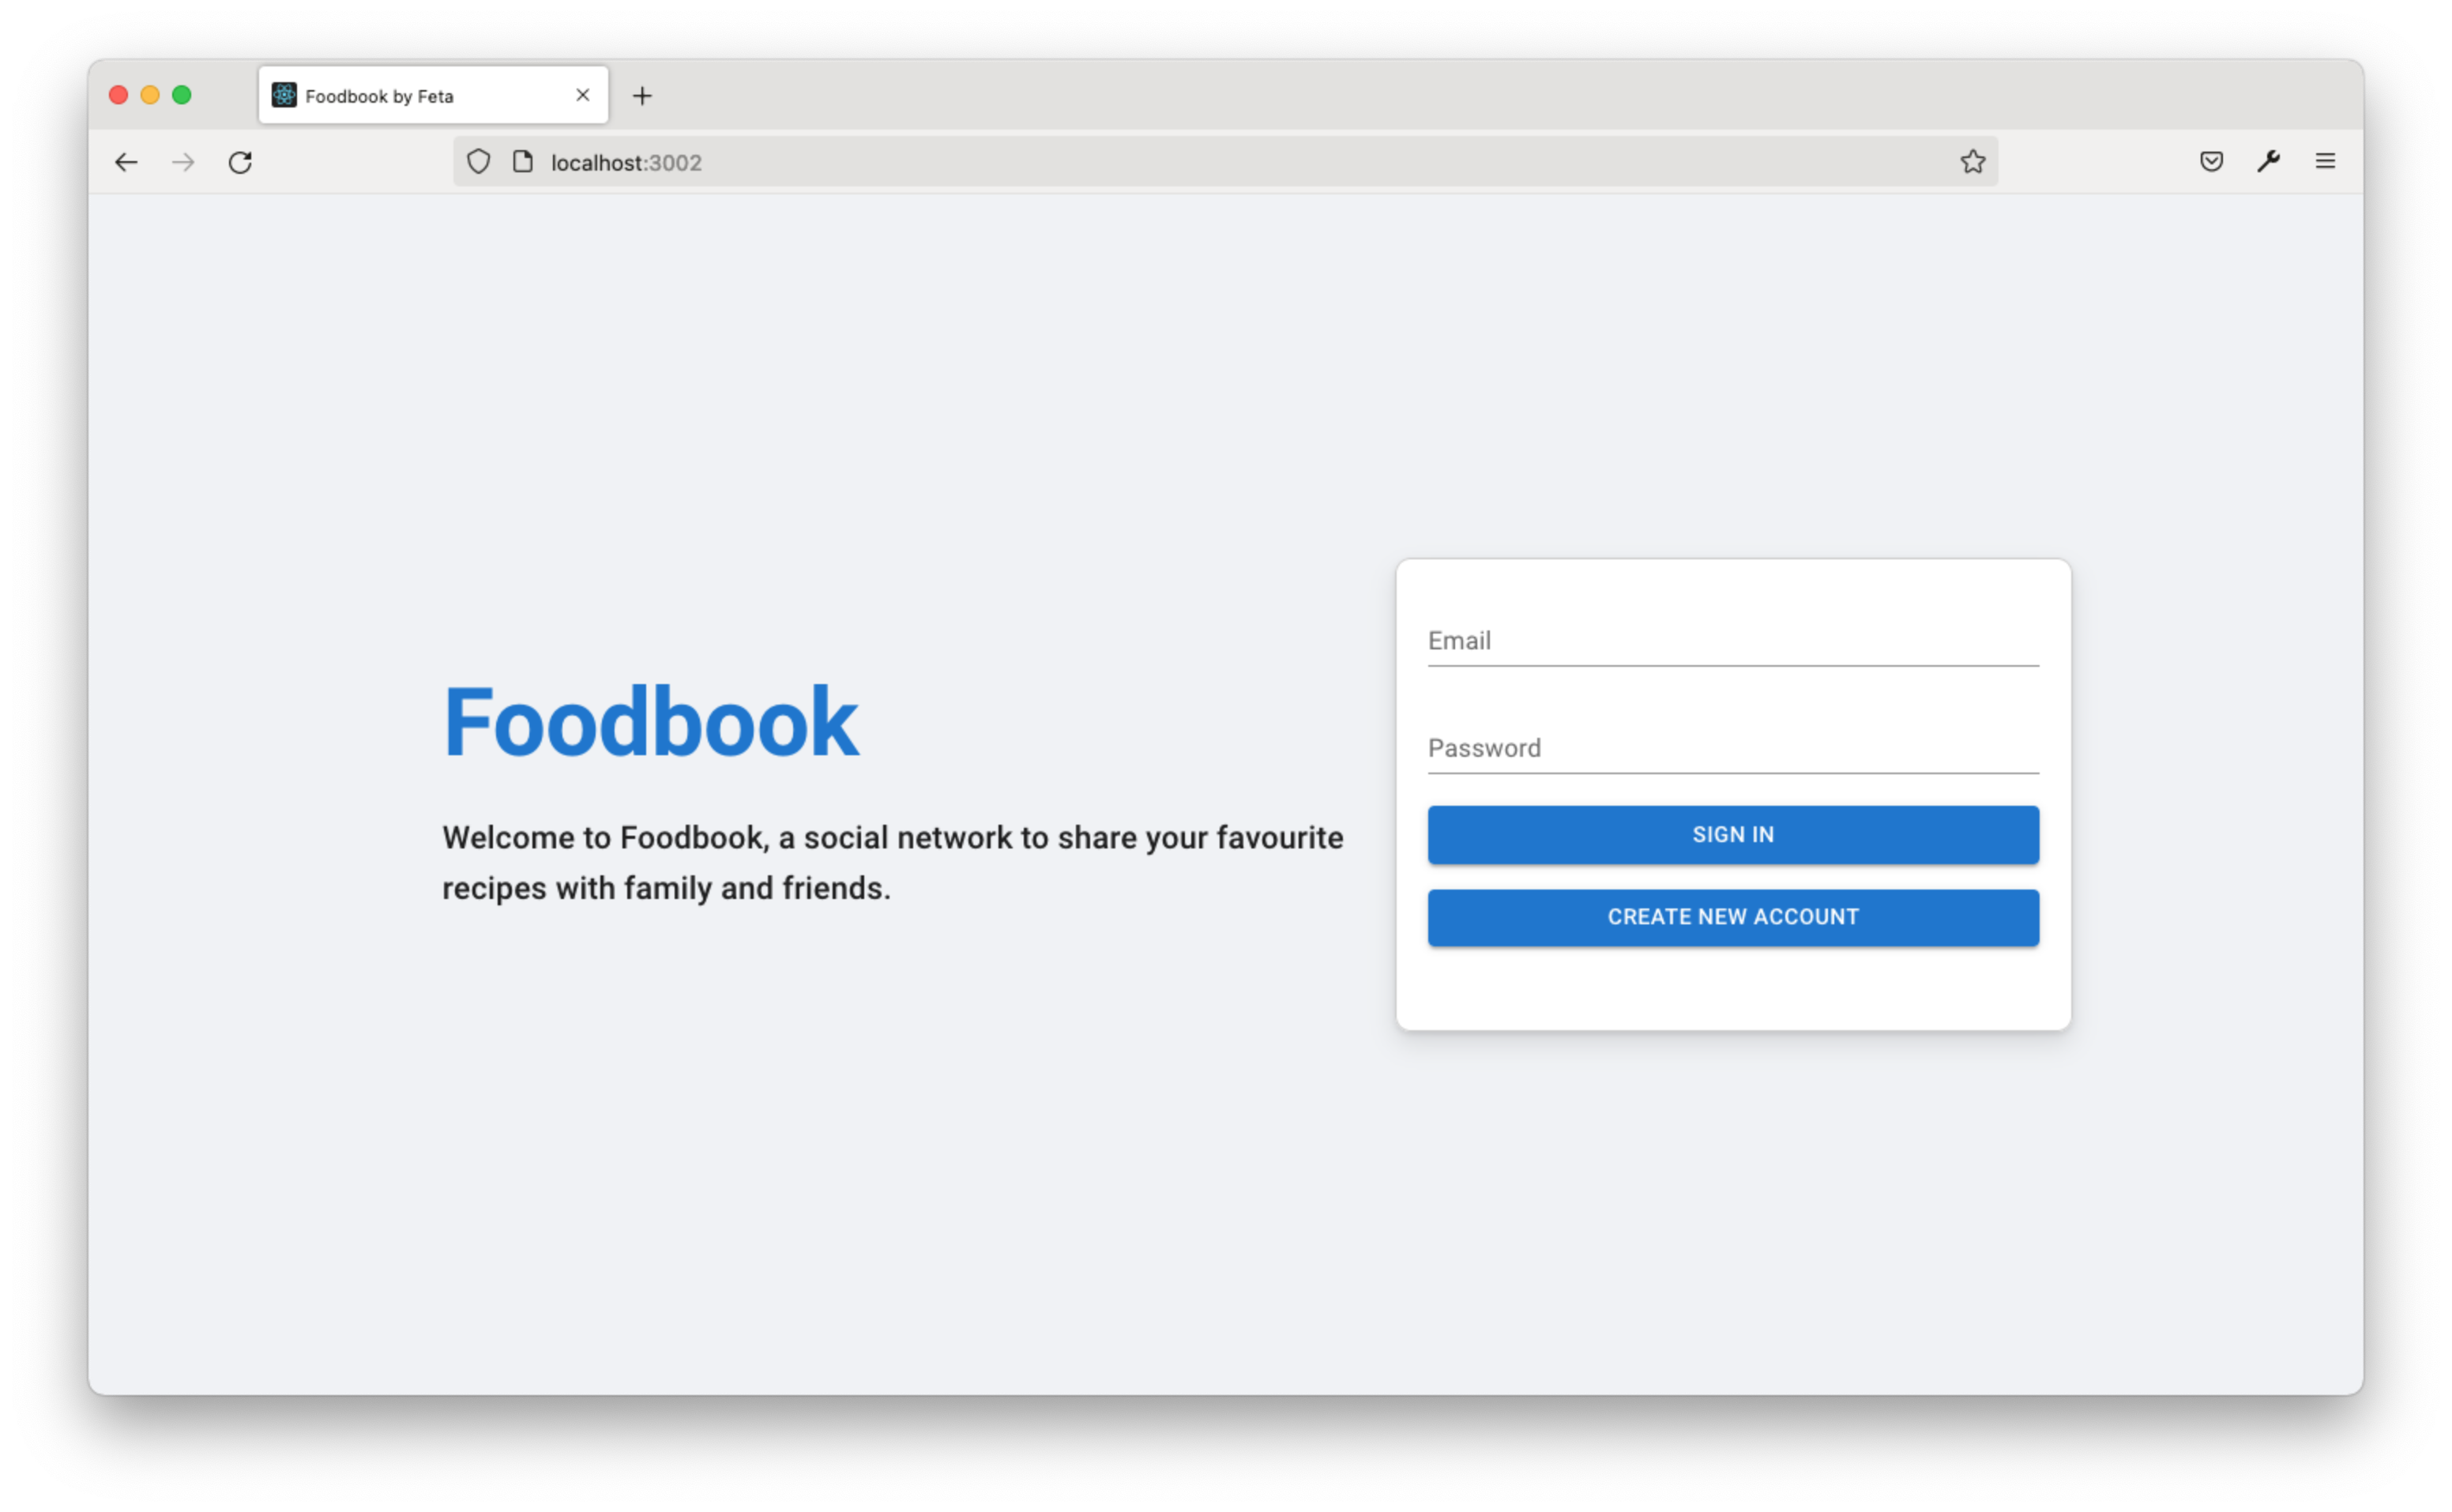 Foodbook by Feta
localhost:3002
Foodbook
Welcome to Foodbook, a social network to share your favourite
recipes with family and friends.
Email
Password
SIGN IN
CREATE NEW ACCOUNT